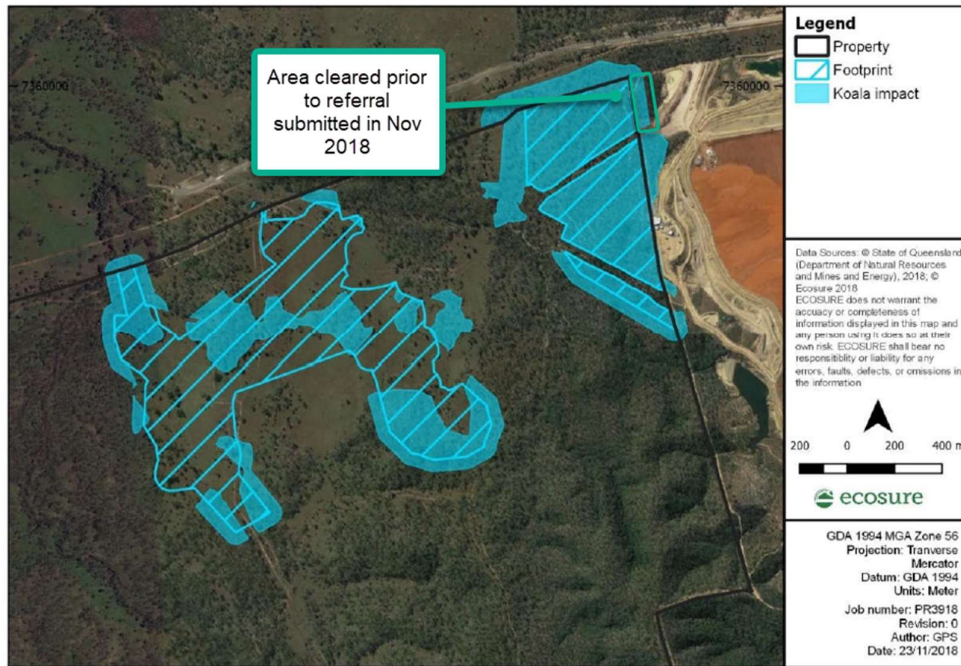 Area cleared prior
to referral
submitted in Nov
2018
7360000
7360000
Legend
Property
Footprint
Koala impact
Data Sources: © State of Queensland
(Department of Natural Resources
and Mines and Energy), 2018; ©
Ecosure 2018
ECOSURE does not warrant the
accuacy or completeness of
information displayed in this map and
any person using it does so at their
own risk. ECOSURE shall bear no
responsitiblity or liability for any
errors, faults, defects, or omissions in
the information
200 0 200 400 m
ecosure
GDA 1994 MGA Zone 56
Projection: Tranverse
Mercator
Datum: GDA 1994
Units: Meter
Job number: PR3918
Revision: 0
Author: GPS
Date: 23/11/2018